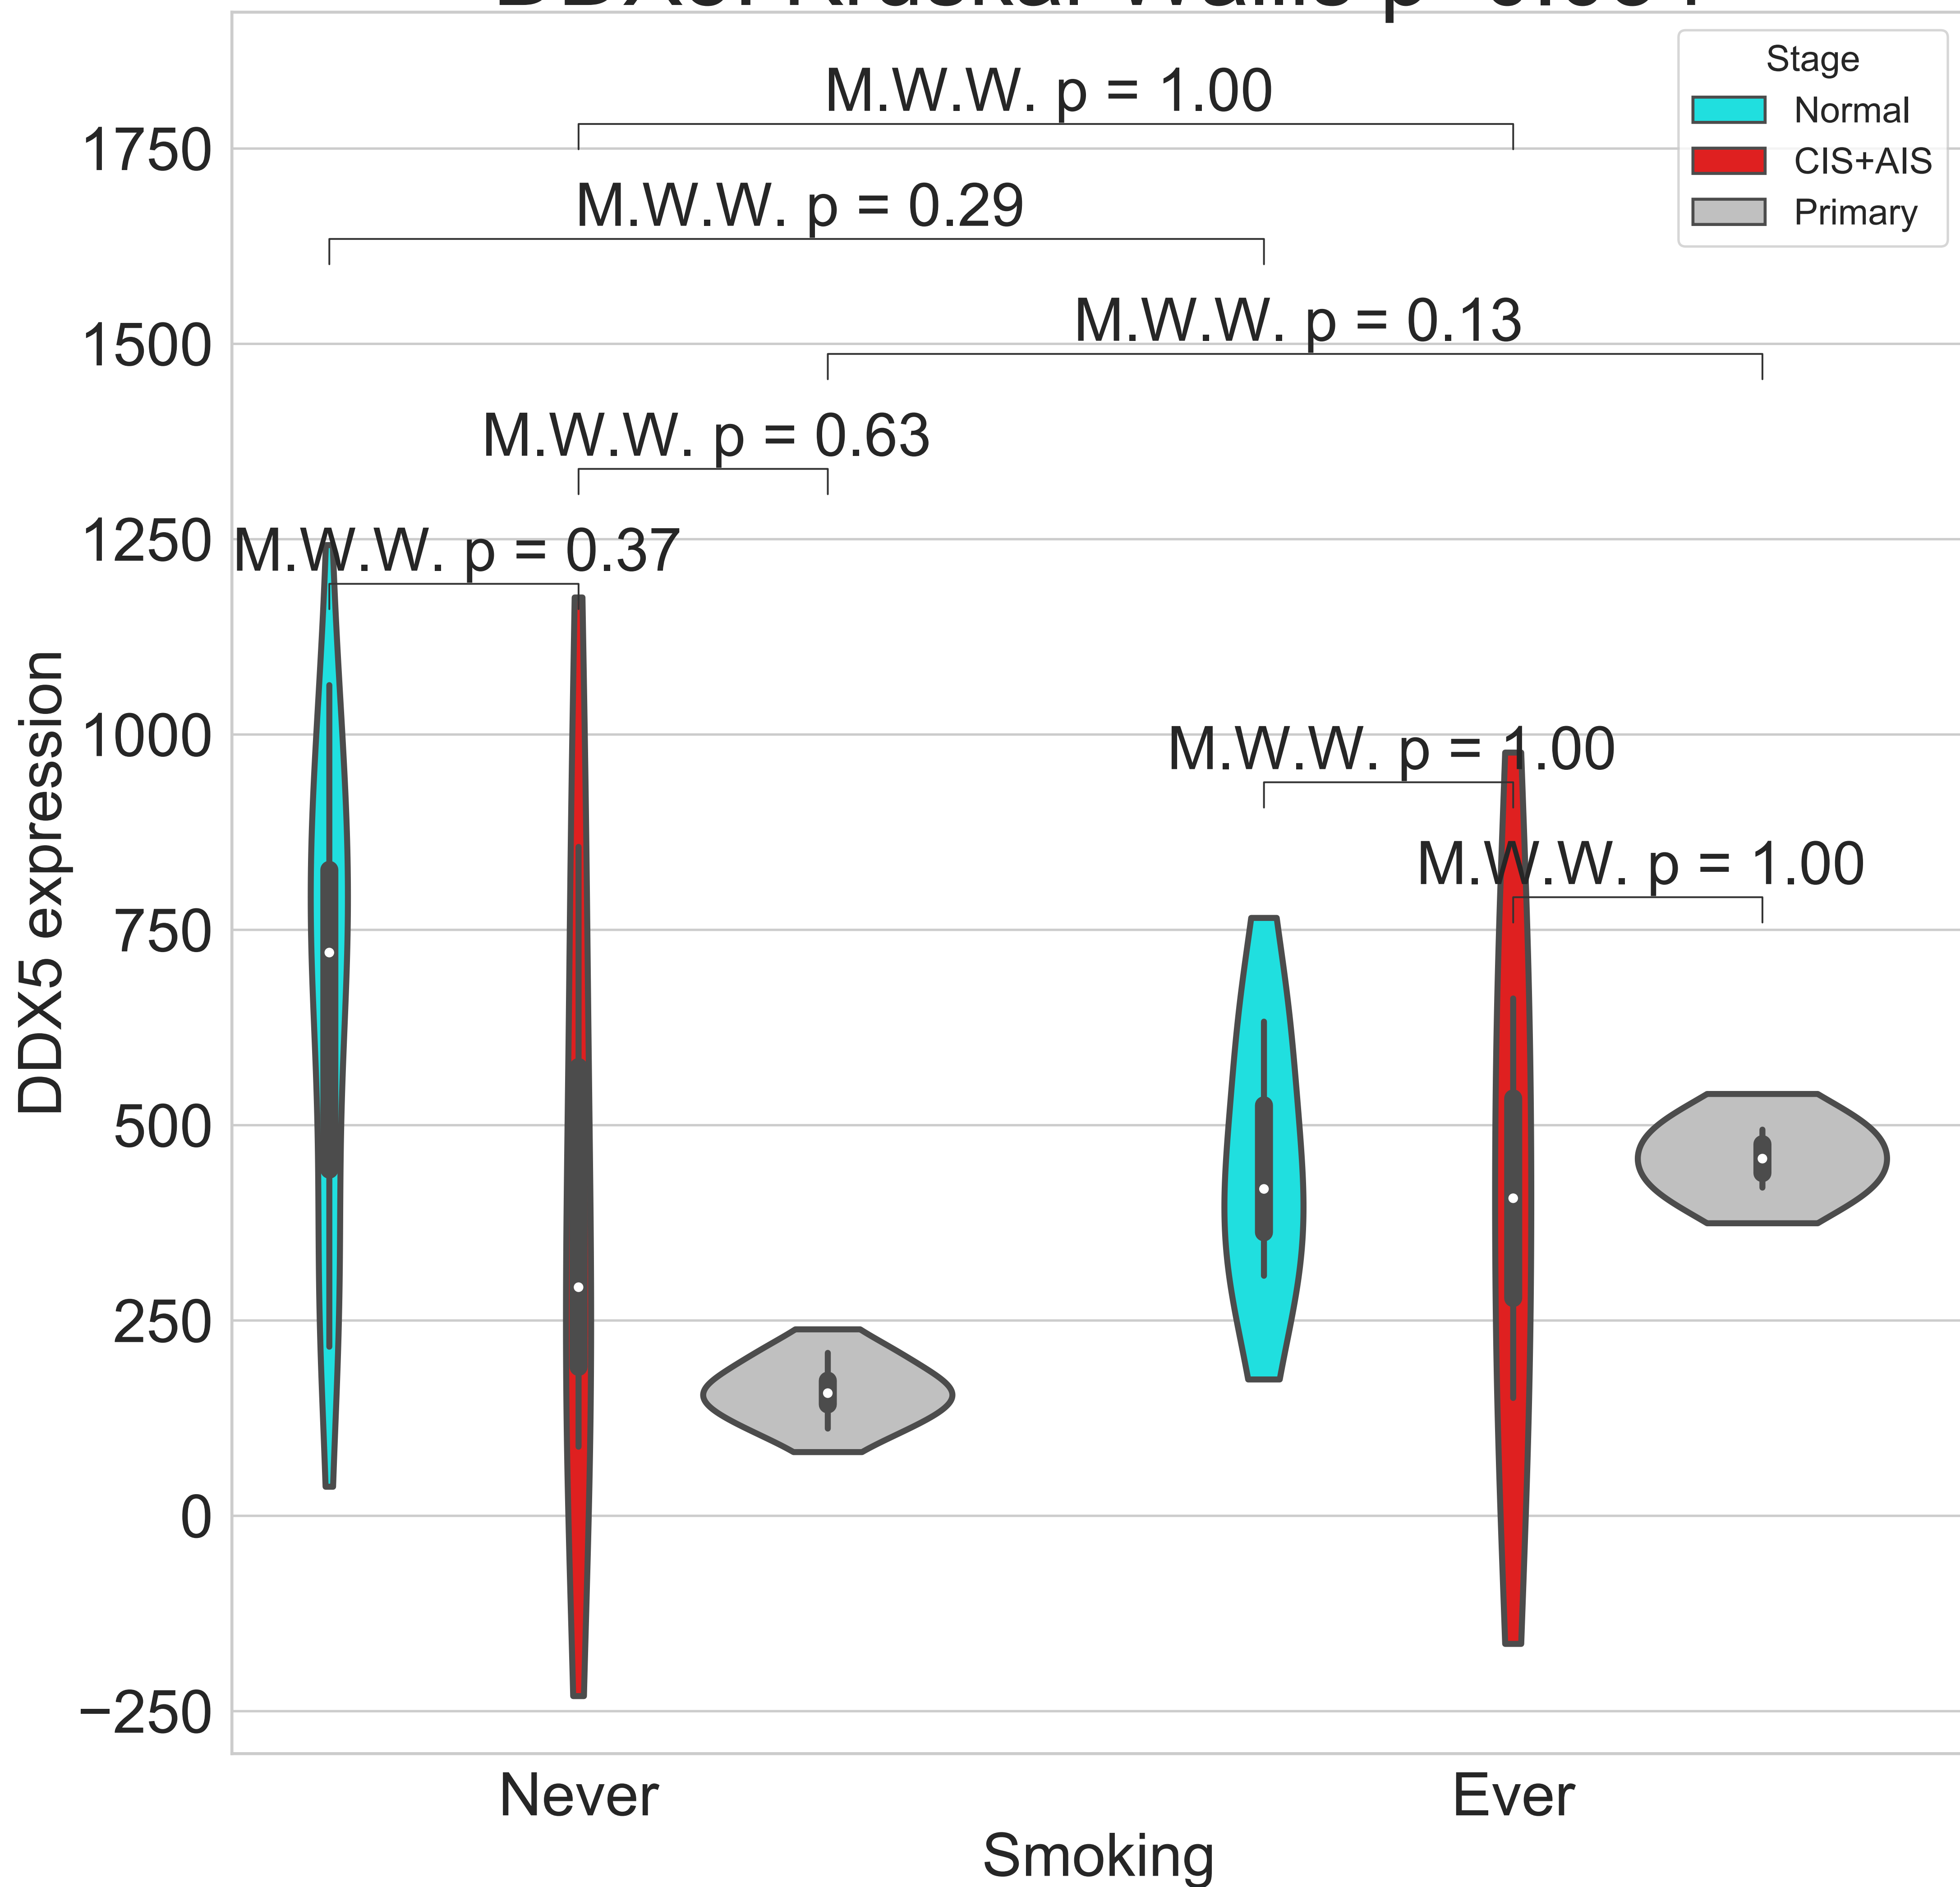 Stage
Normal
CIS+AIS
Primary
M.W.W. p = 1.00
M.W.W. p = 0.29
M.W.W. p = 0.13
M.W.W. p = 0.63
M.W.W. p = 0.37
M.W.W. p = 1.00
M.W.W. p = 1.00
1750
1500
1250
1000
750
500
250
0
−250
DDX5 expression
Never
Ever
Smoking